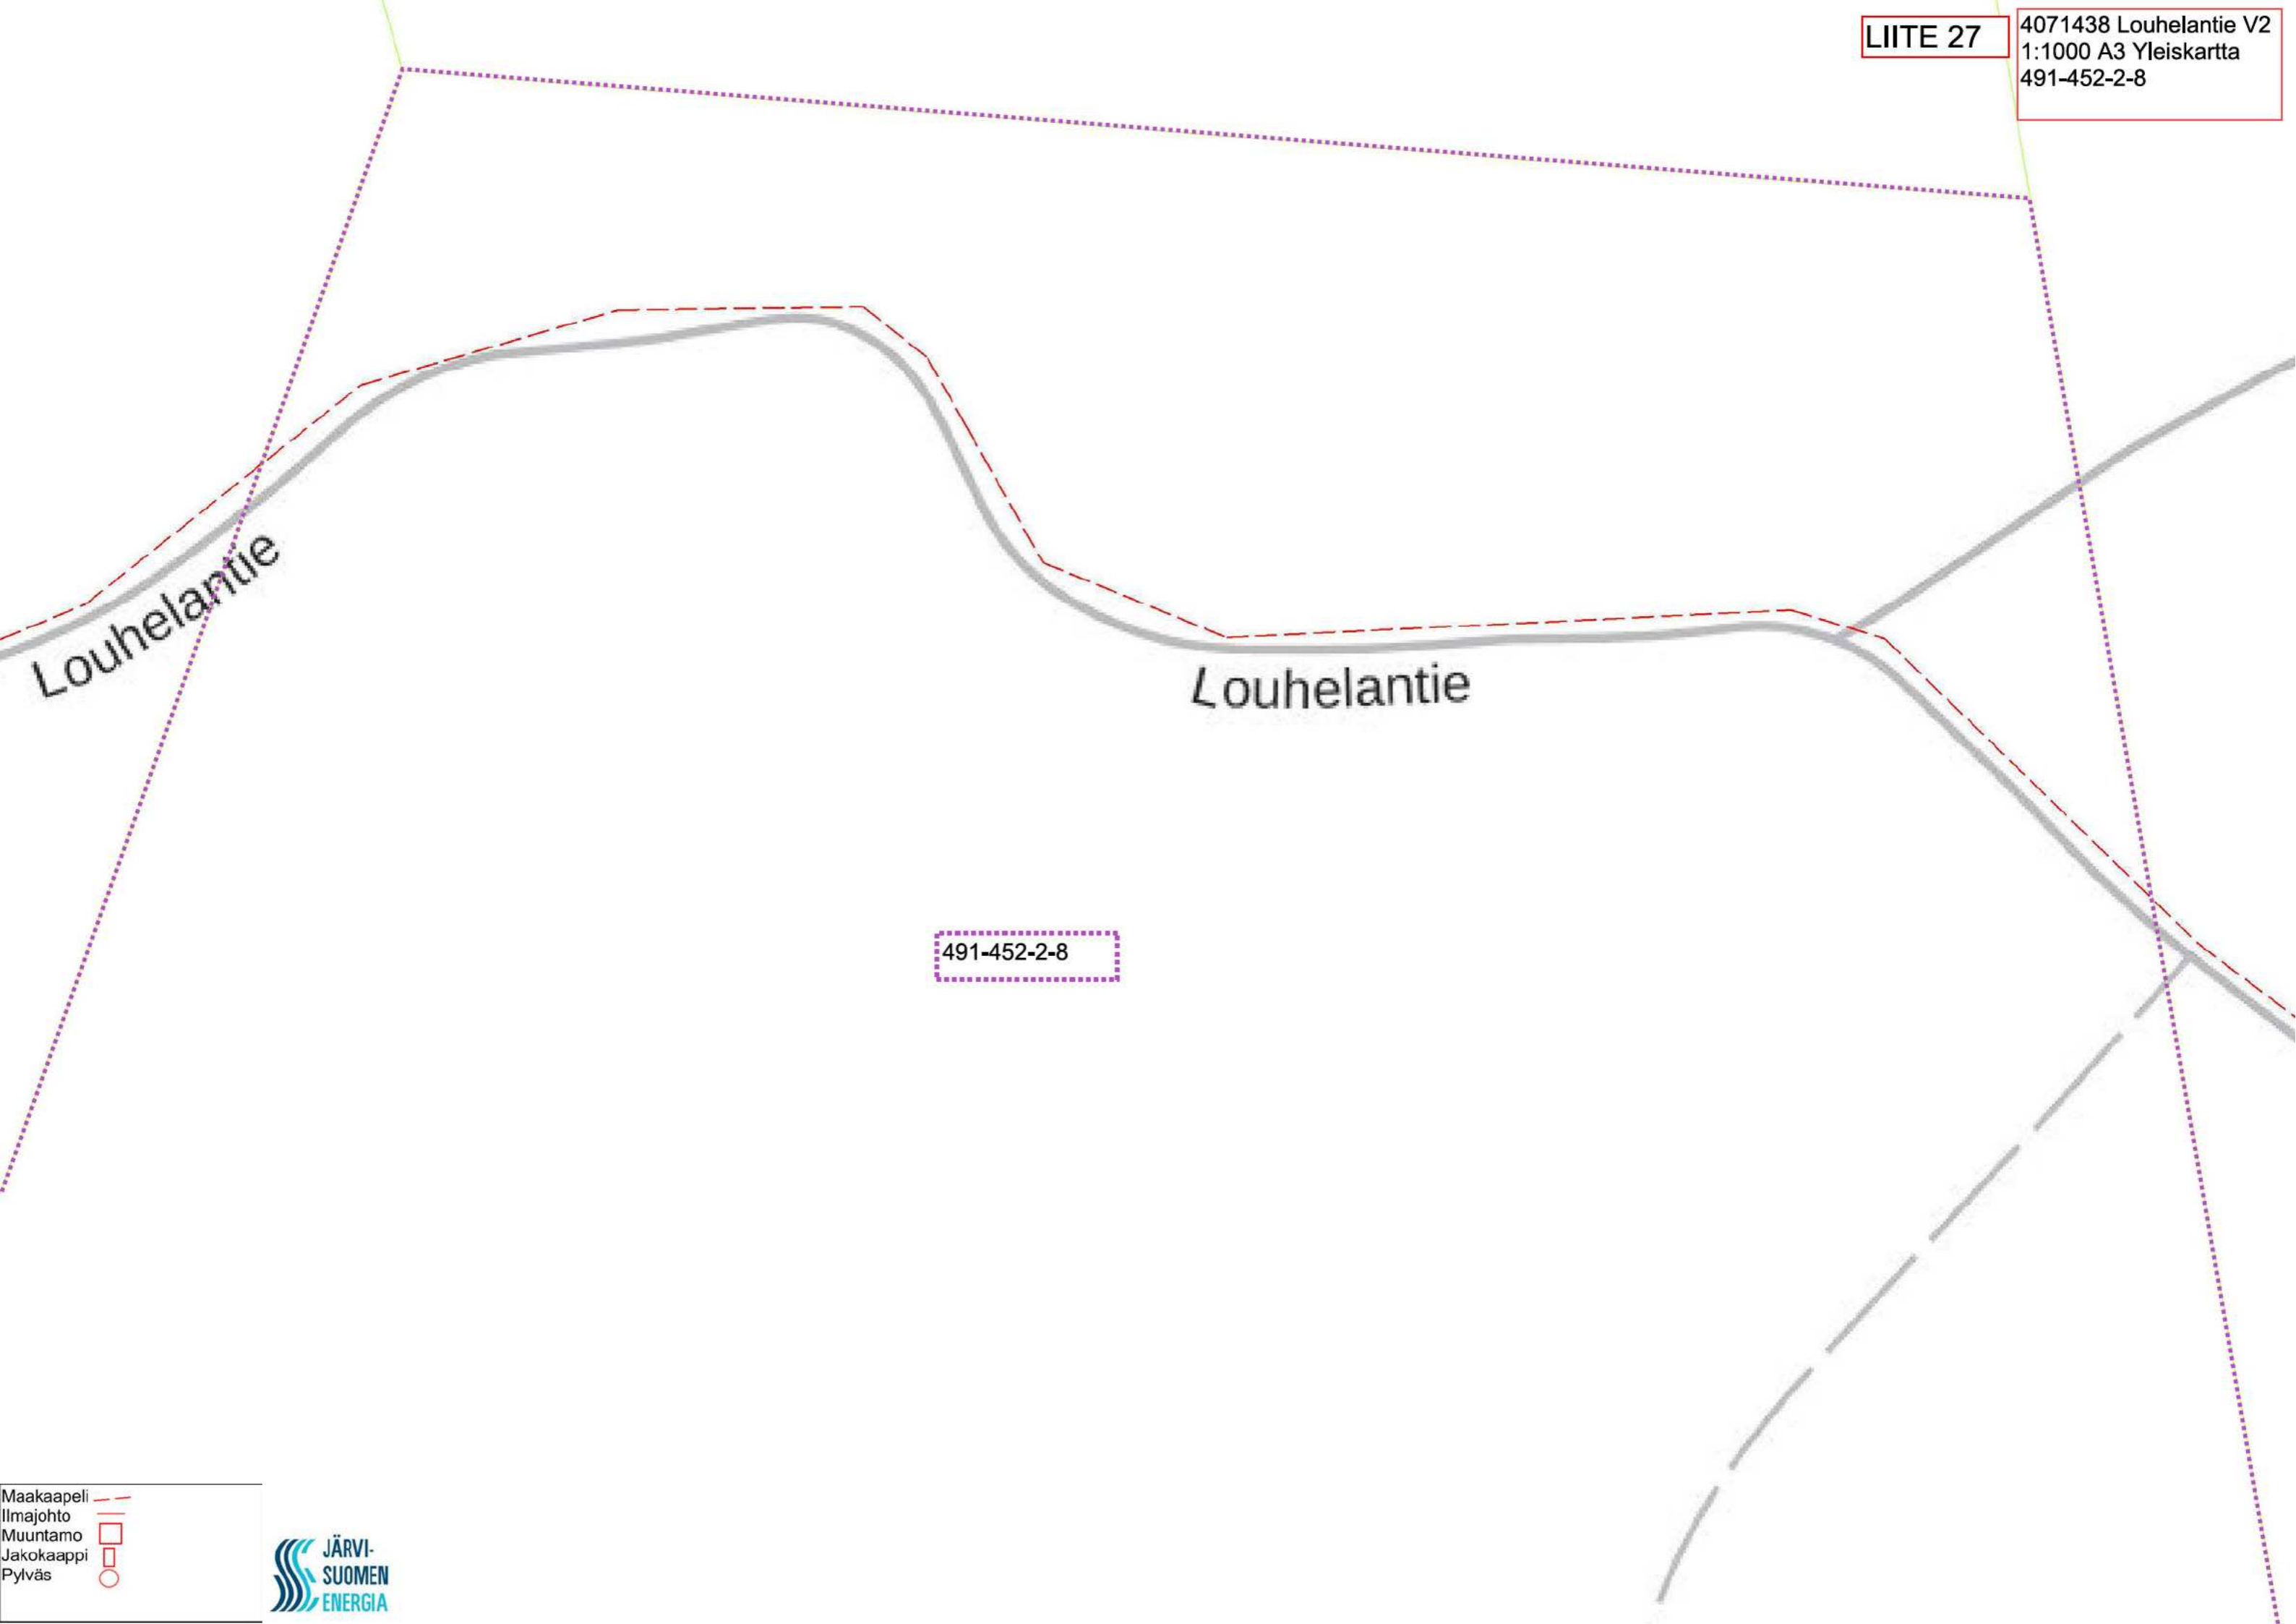 LIITE 27
4071438 Louhelantie V2
1:1000 A3 Yleiskartta
491-452-2-8
Louhelantie
Louhelantie
491-452-2-8
Maakaapeli
Ilmajohto
Muuntamo
Jakokaappi
Pylväs
JÄRVI-
SUOMEN
ENERGIA